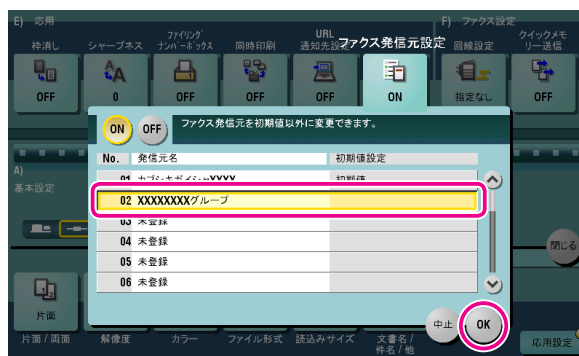 E) 応用
F) ファクス設定
枠消し
シャープネス
ﾌｧｲﾘﾝｸﾞ
ﾅﾝﾊﾞｰﾎﾞｯｸｽ
同時印刷
URL
通知先設定
ファクス発信元設定
回線設定
クイックメモ
リー送信
OFF
0
OFF
OFF
OFF
ON
指定なし
OFF
ON
OFF
ファクス発信元を初期値以外に変更できます。
No.
発信元名
初期値設定
01 カブシキガイシャXXXX 初期値
02 XXXXXXXXグループ
03 未登録
04 未登録
05 未登録
06 未登録
A)
基本設定
閉じる
片面
中止
OK
片面 / 両面
解像度
カラー
ファイル形式
読込みサイズ
文書名 /
件名 / 他
応用設定